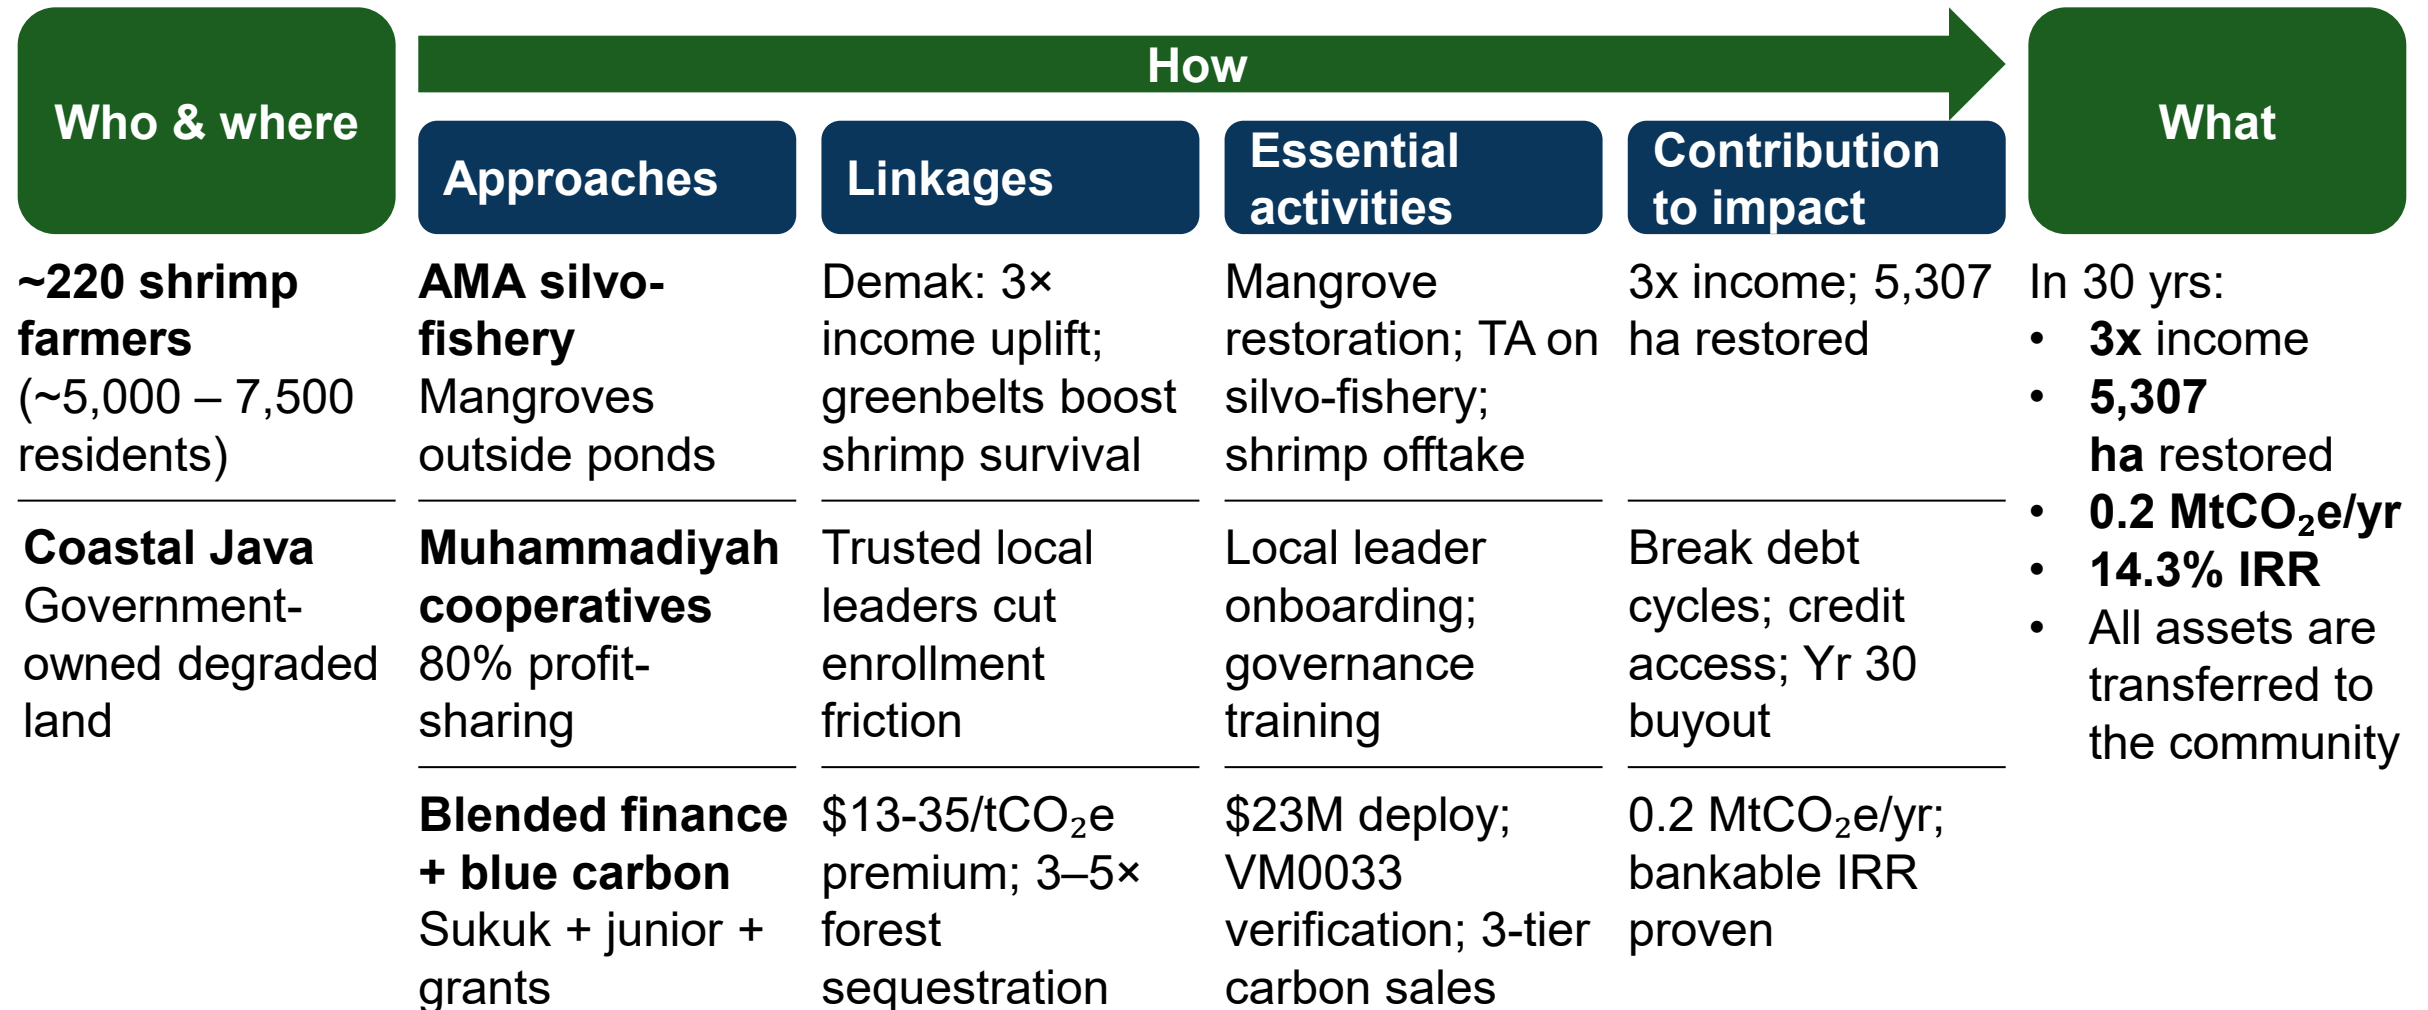 Who & where
How
Approaches
Linkages
Essential
activities
Contribution
to impact
What
~220 shrimp
farmers
(~5,000 – 7,500
residents)
Coastal Java
Government-
owned degraded
land
AMA silvo-
fishery
Mangroves
outside ponds
Demak: 3×
income uplift;
greenbelts boost
shrimp survival
Mangrove
restoration; TA on
silvo-fishery;
shrimp offtake
3x income; 5,307
ha restored
Muhammadiyah
cooperatives
80% profit-
sharing
Trusted local
leaders cut
enrollment
friction
Local leader
onboarding;
governance
training
Break debt
cycles; credit
access; Yr 30
buyout
Blended finance
+ blue carbon
Sukuk + junior +
grants
$13-35/tCO₂e
premium; 3–5×
forest
sequestration
$23M deploy;
VM0033
verification; 3-tier
carbon sales
0.2 MtCO₂e/yr;
bankable IRR
proven
In 30 yrs:
• 3x income
• 5,307
ha restored
• 0.2 MtCO₂e/yr
• 14.3% IRR
• All assets are
transferred to
the community